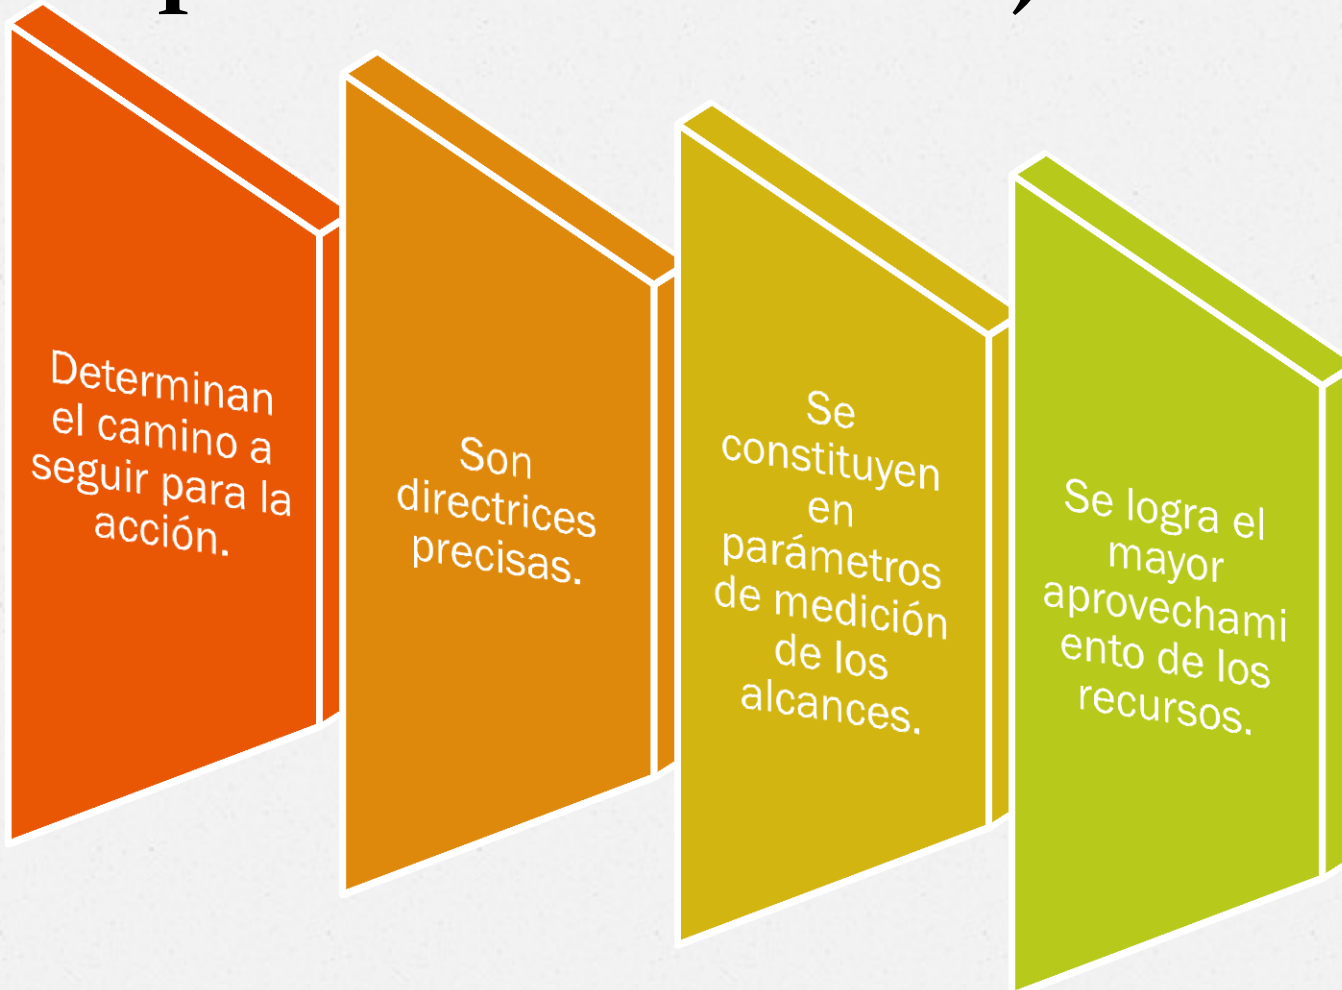 Determinan
el camino a
seguir para la
acción.
Son
directrices
precisas.
Se
constituyen
en
parámetros
de medición
de los
alcances.
Se logra el
mayor
aprovechami
ento de los
recursos.